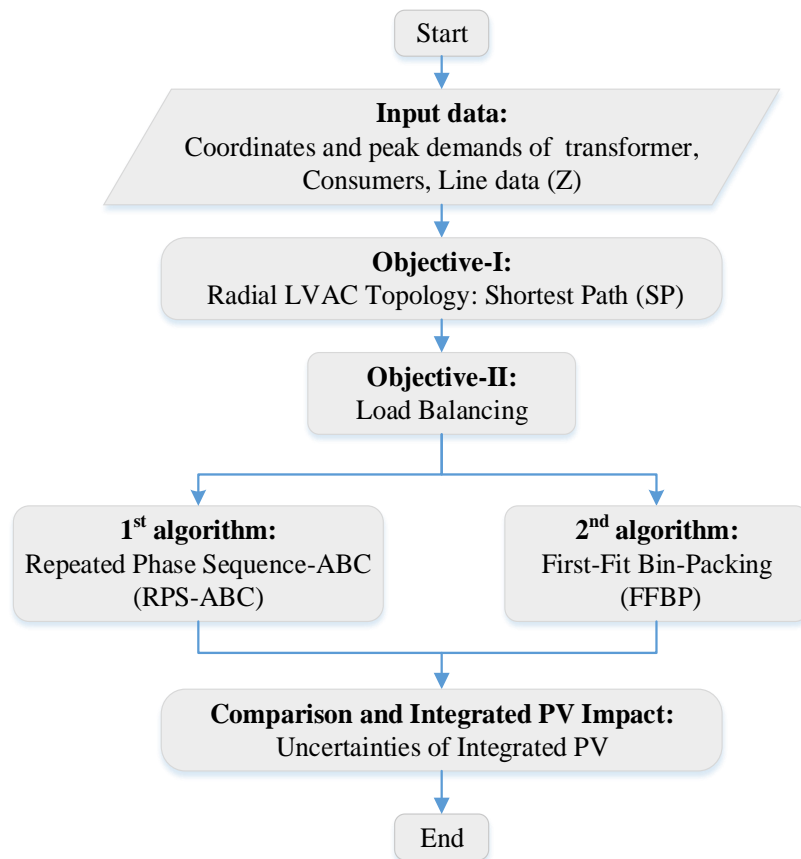 Start
Input data:
Coordinates and peak demands of transformer,
Consumers, Line data (Z)
Objective-I:
Radial LVAC Topology: Shortest Path (SP)
Objective-II:
Load Balancing
1st algorithm:
Repeated Phase Sequence-ABC
(RPS-ABC)
2nd algorithm:
First-Fit Bin-Packing
(FFBP)
Comparison and Integrated PV Impact:
Uncertainties of Integrated PV
End